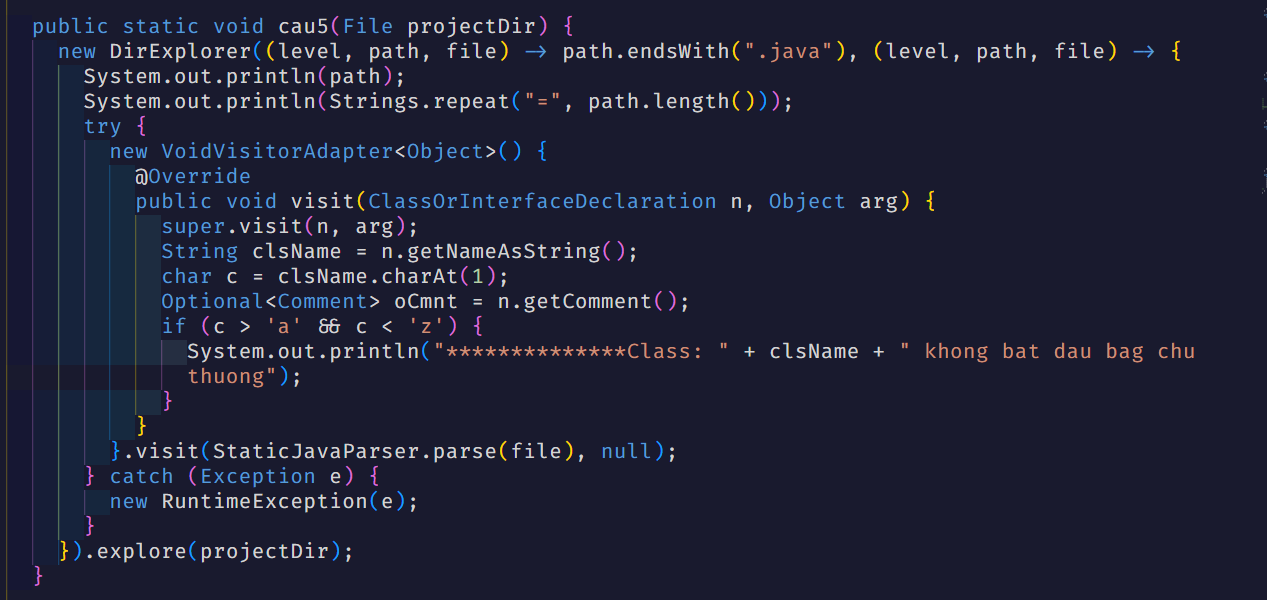 public static void cau5(File projectDir) {
new DirExplorer((level, path, file) -> path.endsWith(".java"), (level, path, file) -> {
System.out.println(path);
System.out.println(Strings.repeat("=", path.length()));
try {
new VoidVisitorAdapter<Object>() {
@Override
public void visit(ClassOrInterfaceDeclaration n, Object arg) {
super.visit(n, arg);
String clsName = n.getNameAsString();
char c = clsName.charAt(1);
Optional<Comment> oCmnt = n.getComment();
if (c > 'a' && c < 'z') {
System.out.println("**************Class: " + clsName + " khong bat dau bag chu
thuong");
}
}
}.visit(StaticJavaParser.parse(file), null);
} catch (Exception e) {
new RuntimeException(e);
}
}).explore(projectDir);
}